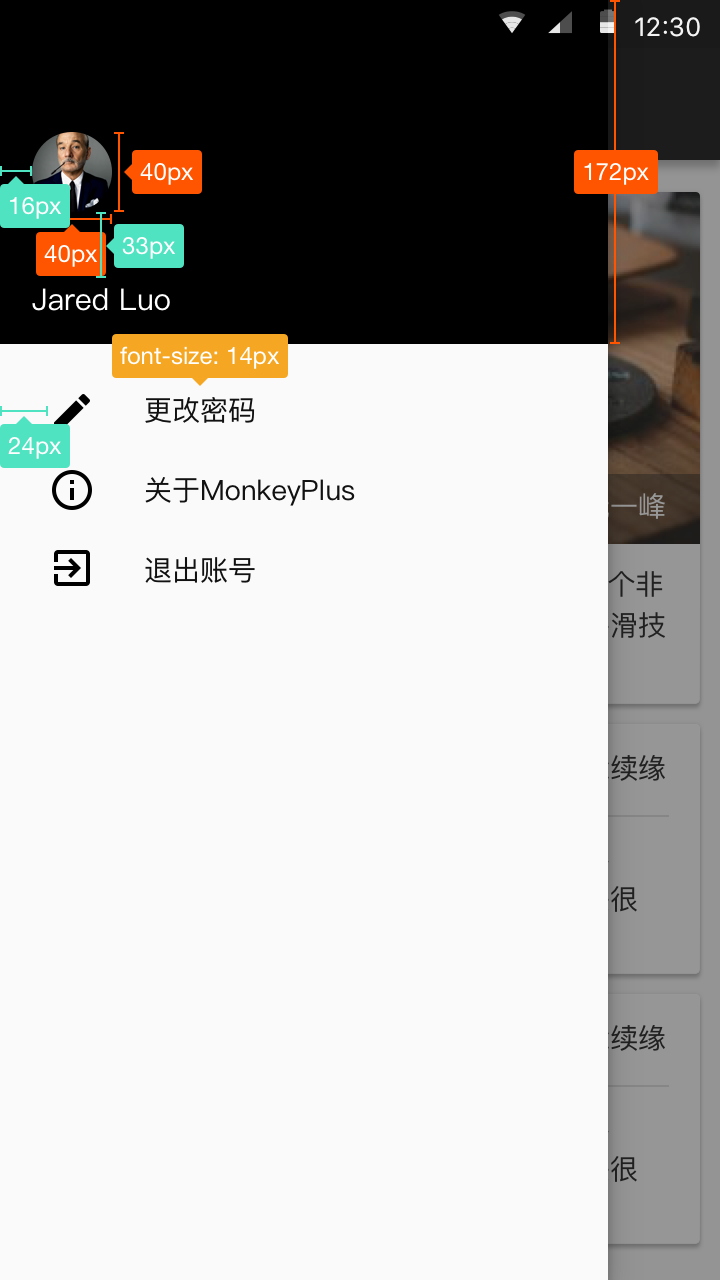 12:30
40px
172px
16px
33px
40px
Jared Luo
font-size: 14px
更改密码
24px
关于MonkeyPlus
退出账号
一峰
个非
滑技
续缘
很
续缘
很